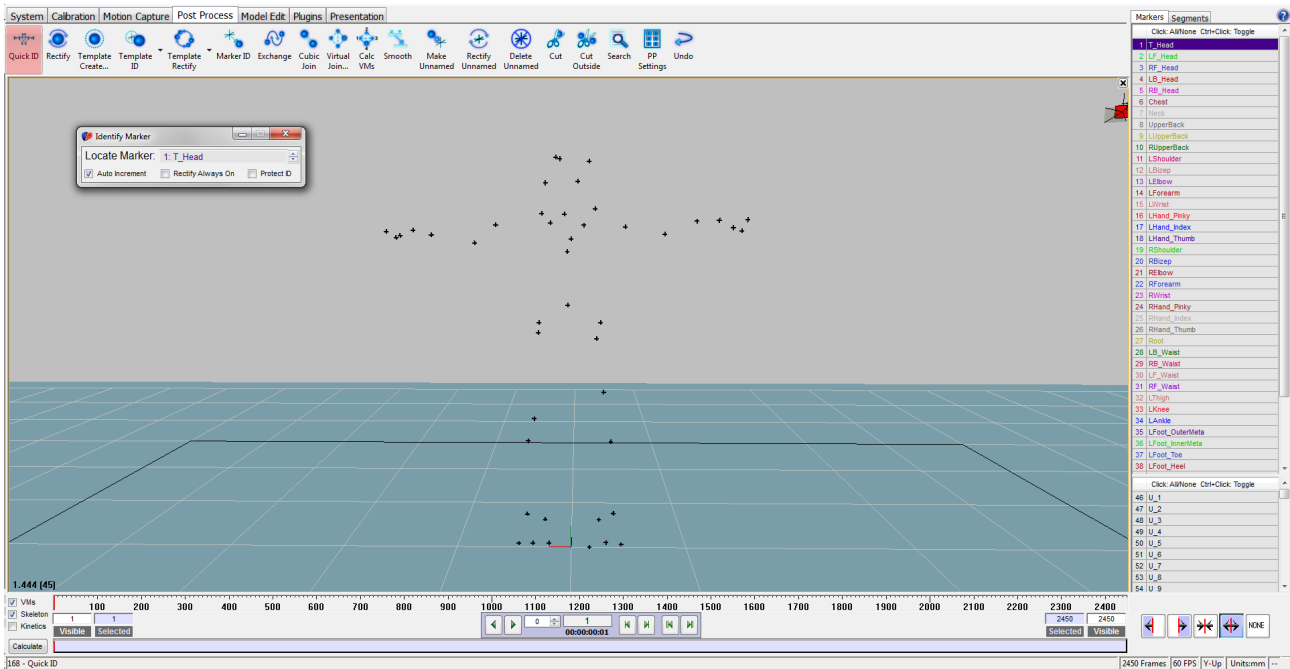 System Calibration Motion Capture Post Process Model Edit Plugins Presentation
Quick ID Rectify Template Create... Template ID Template Rectify Marker ID Exchange Cubic Join Virtual Join... Calc VMs Smooth Make Unnamed Rectify Unnamed Delete Unnamed Cut Cut Outside Search PP Settings Undo
Identify Marker
Locate Marker: 1: T_Head
Auto Increment Rectify Always On Protect ID
1.444 [45]
Markers Segments
Click: All/None Ctrl+Click: Toggle
1 T_Head
2 LF_Head
3 RF_Head
4 LB_Head
5 RB_Head
6 Chest
7 Neck
8 UpperBack
9 LUpperBack
10 RUpperBack
11 LShoulder
12 LBizep
13 LElbow
14 LForearm
15 LWrist
16 LHand_Pinky
17 LHand_Index
18 LHand_Thumb
19 RShoulder
20 RBizep
21 RElbow
22 RForearm
23 RWrist
24 RHand_Pinky
25 RHand_Index
26 RHand_Thumb
27 Root
28 LB_Waist
29 RB_Waist
30 LF_Waist
31 RF_Waist
32 LThigh
33 LKnee
34 LAnkle
35 LFoot_OuterMeta
36 LFoot_InnerMeta
37 LFoot_Toe
38 LFoot_Heel
Click: All/None Ctrl+Click: Toggle
46 U_1
47 U_2
48 U_3
49 U_4
50 U_5
51 U_6
52 U_7
53 U_8
54 U_9
VMs
Skeleton
Kinetics
100 200 300 400 500 600 700 800 900 1000 1100 1200 1300 1400 1500 1600 1700 1800 1900 2000 2100 2200 2300 2400
1 1 0 1 2450 2450
Visible Selected 00:00:00:01 Selected Visible
NONE
Calculate
168 - Quick ID 2450 Frames 60 FPS Y-Up Units:mm --